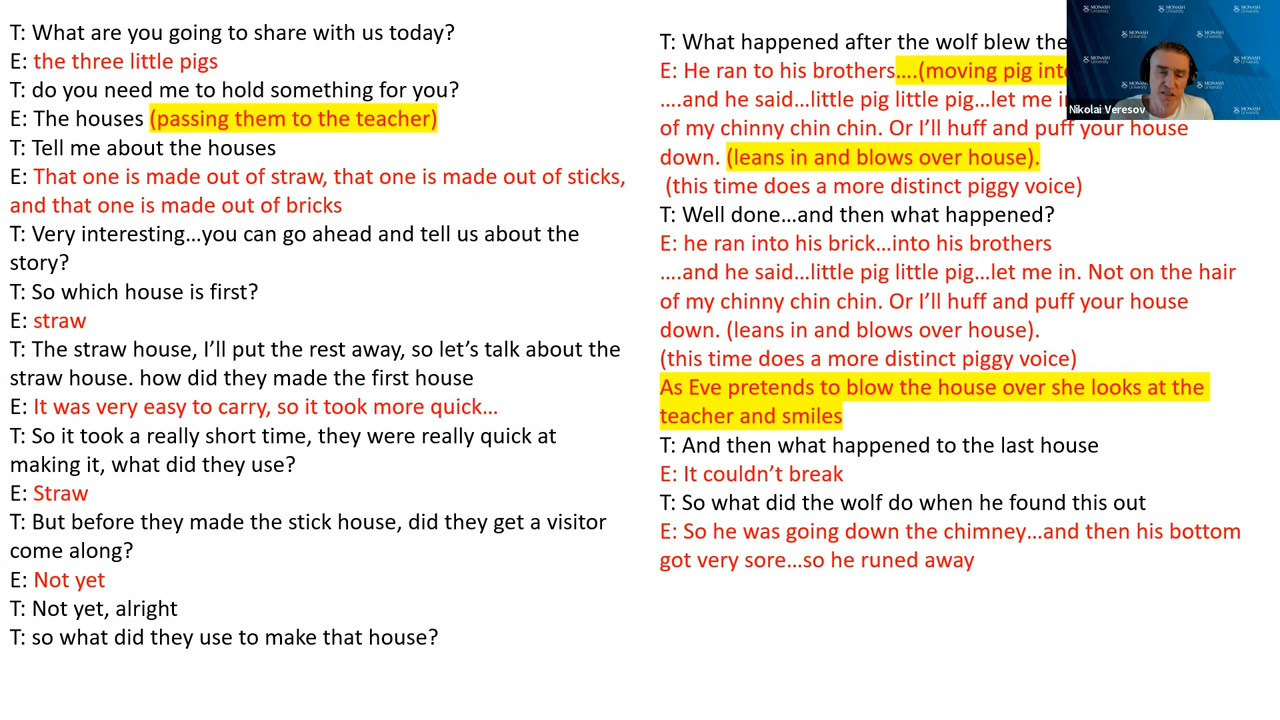 T: What are you going to share with us today?
E: the three little pigs
T: do you need me to hold something for you?
E: The houses (passing them to the teacher)
T: Tell me about the houses
E: That one is made out of straw, that one is made out of sticks,
and that one is made out of bricks
T: Very interesting…you can go ahead and tell us about the
story?
T: So which house is first?
E: straw
T: The straw house, I’ll put the rest away, so let’s talk about the
straw house. how did they made the first house
E: It was very easy to carry, so it took more quick…
T: So it took a really short time, they were really quick at
making it, what did they use?
E: Straw
T: But before they made the stick house, did they get a visitor
come along?
E: Not yet
T: Not yet, alright
T: so what did they use to make that house?
T: What happened after the wolf blew the
E: He ran to his brothers….(moving pig
….and he said…little pig little pig…let me
of my chinny chin chin. Or I’ll huff and puff your house
down. (leans in and blows over house).
(this time does a more distinct piggy voice)
T: Well done…and then what happened?
E: he ran into his brick…into his brothers
….and he said…little pig little pig…let me in. Not on the hair
of my chinny chin chin. Or I’ll huff and puff your house
down. (leans in and blows over house).
(this time does a more distinct piggy voice)
As Eve pretends to blow the house over she looks at the
teacher and smiles
T: And then what happened to the last house
E: It couldn’t break
T: So what did the wolf do when he found this out
E: So he was going down the chimney…and then his bottom
got very sore…so he runed away
MONASH University
Nikolai Veresov